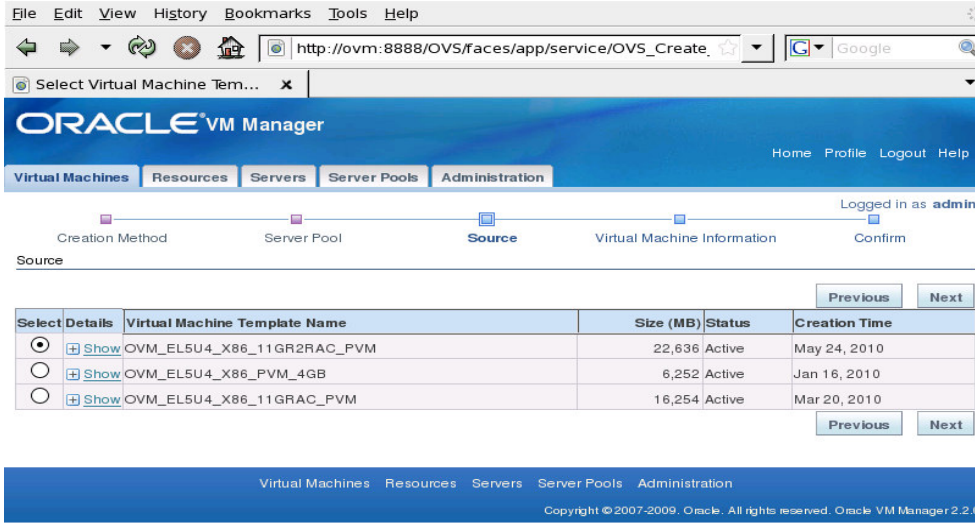 File Edit View History Bookmarks Tools Help
http://ovm:8888/OVS/faces/app/service/OVS_Create_ G Google
Select Virtual Machine Tem... x
ORACLE VM Manager
Home Profile Logout Help
Virtual Machines Resources Servers Server Pools Administration
Logged in as admin
Creation Method Server Pool Source Virtual Machine Information Confirm
Source
Previous Next
Select Details Virtual Machine Template Name Size (MB) Status Creation Time
Show OVM_EL5U4_X86_11GR2RAC_PVM 22,636 Active May 24, 2010
Show OVM_EL5U4_X86_PVM_4GB 6,252 Active Jan 16, 2010
Show OVM_EL5U4_X86_11GRAC_PVM 16,254 Active Mar 20, 2010
Previous Next
Virtual Machines Resources Servers Server Pools Administration
Copyright ©2007-2009. Oracle. All rights reserved. Oracle VM Manager 2.2.